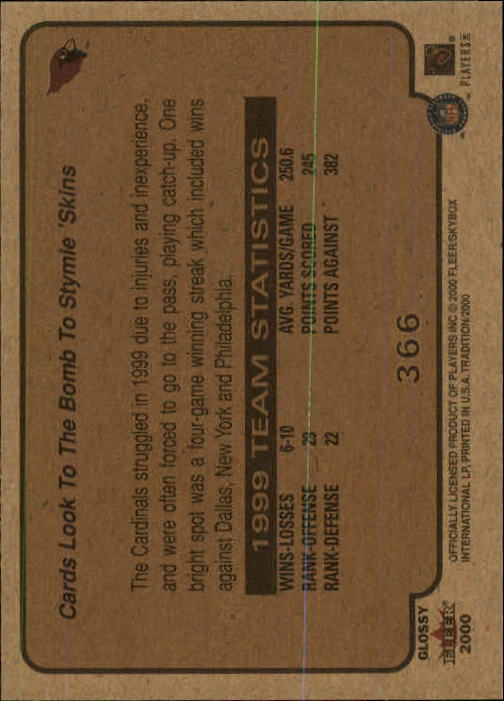 Cards Look To The Bomb To Stymie 'Skins
The Cardinals struggled in 1999 due to injuries and inexperience,
and were often forced to go to the pass, playing catch-up. One
bright spot was a four-game winning streak which included wins
against Dallas, New York and Philadelphia.
1999 TEAM STATISTICS
WINS-LOSSES 6-10 AVG. YARDS/GAME 250.6
RANK-OFFENSE 29 POINTS SCORED 245
RANK-DEFENSE 22 POINTS AGAINST 382
366
GLOSSY
FLEER
2000
OFFICIALLY LICENSED PRODUCT OF PLAYERS INC © 2000 FLEER/SKYBOX
INTERNATIONAL LP, PRINTED IN U.S.A. TRADITION/2000
NFL
PLAYERS INC